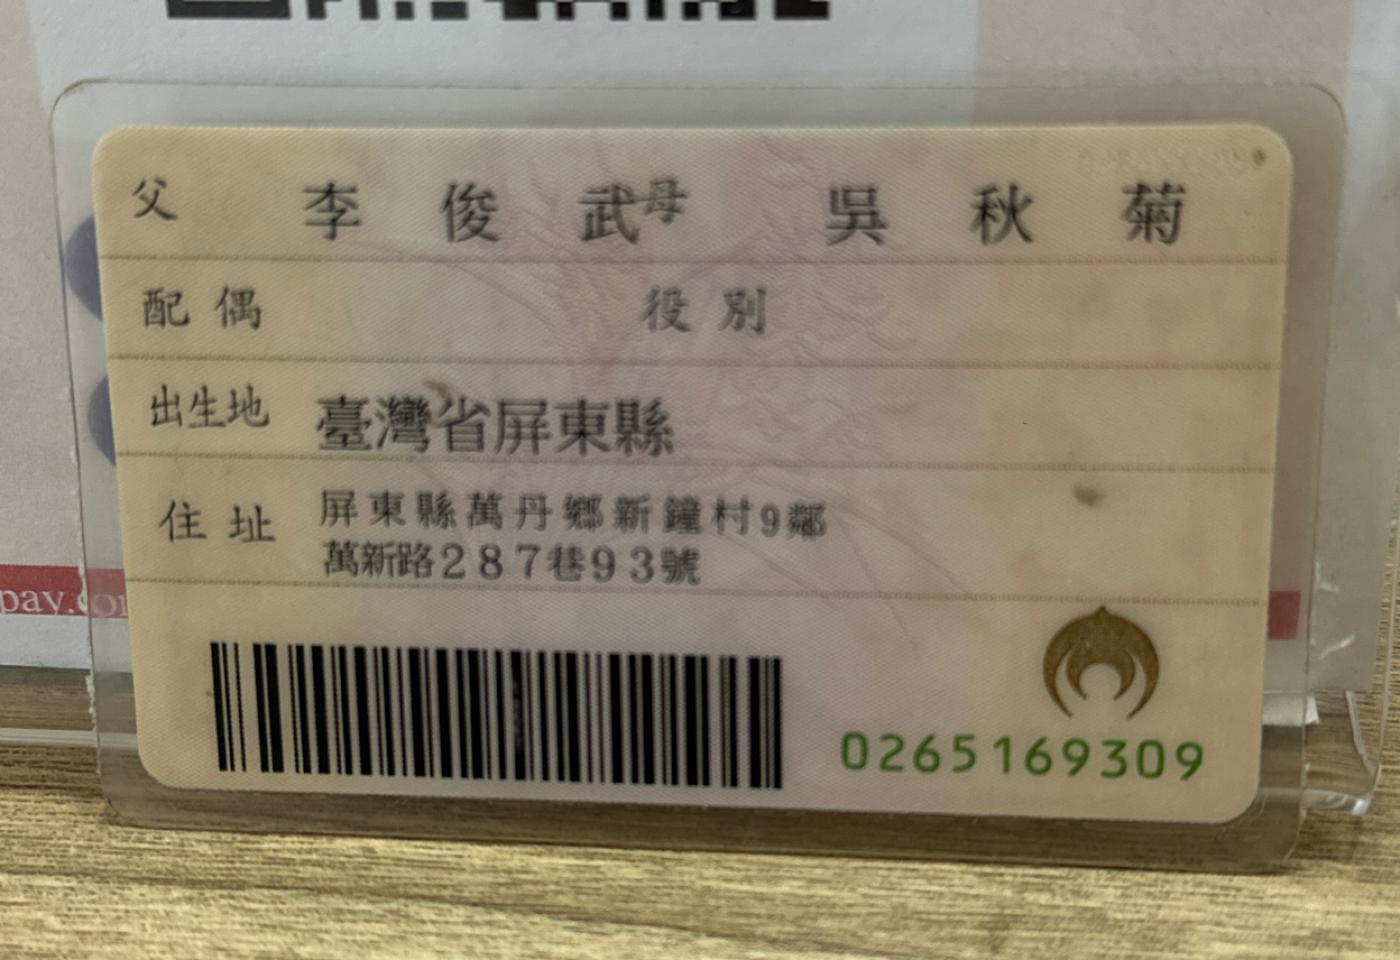 父 李俊武 母 吳秋菊
配偶 役別
出生地 臺灣省屏東縣
住址 屏東縣萬丹鄉新鐘村9鄰
萬新路287巷93號
pay.co
0265169309